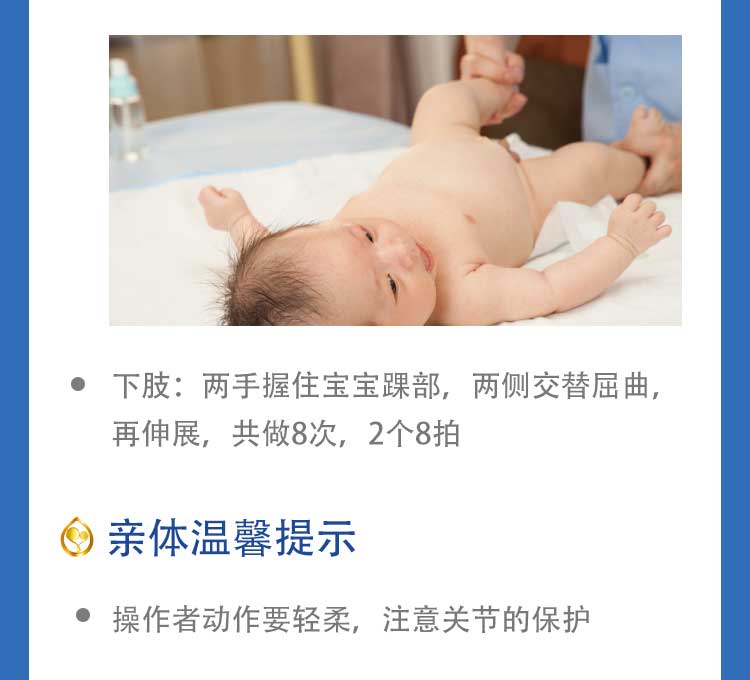 下肢：两手握住宝宝踝部，两侧交替屈曲，
再伸展，共做8次，2个8拍
亲体温馨提示
操作者动作要轻柔，注意关节的保护